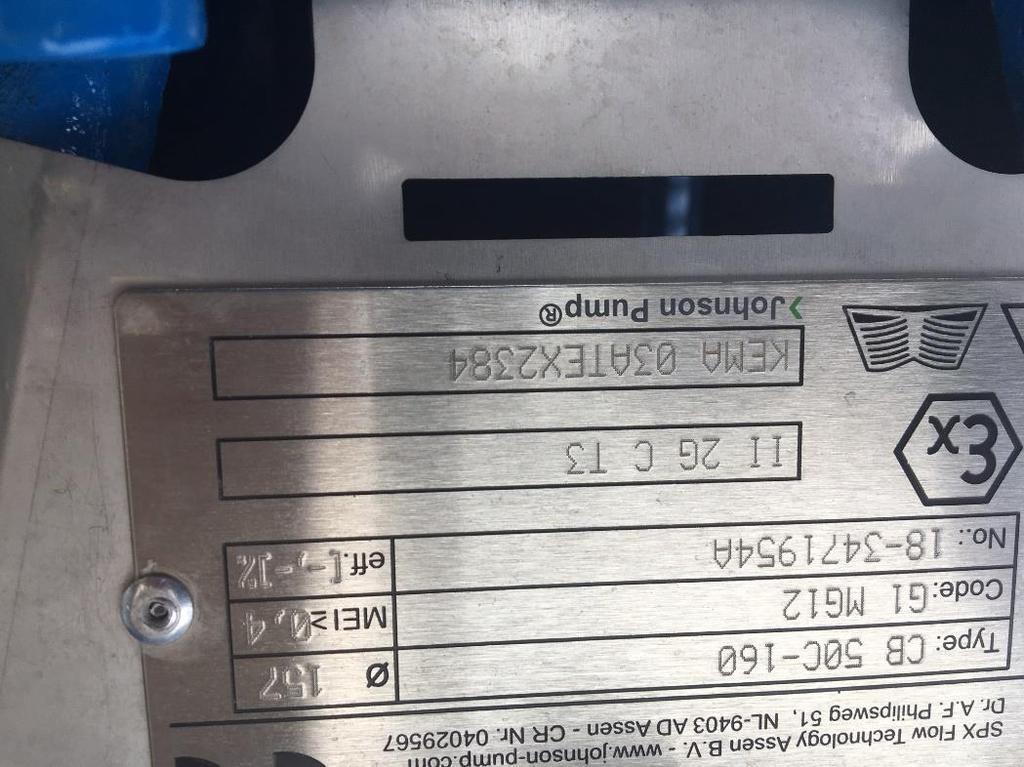 SPX Flow Technology Assen B.V. - www.johnson-pump.com
Dr. A.F. Philipsweg 51, NL-9403 AD Assen - CR Nr. 04029567
Type: CB 50C-160 Ø 157
Code: G1 MG12 MEI≥0,4
No.: 18-3471954A eff.[-,-]%
Ex II 2G C T3
KEMA 03ATEX2384
Johnson Pump®